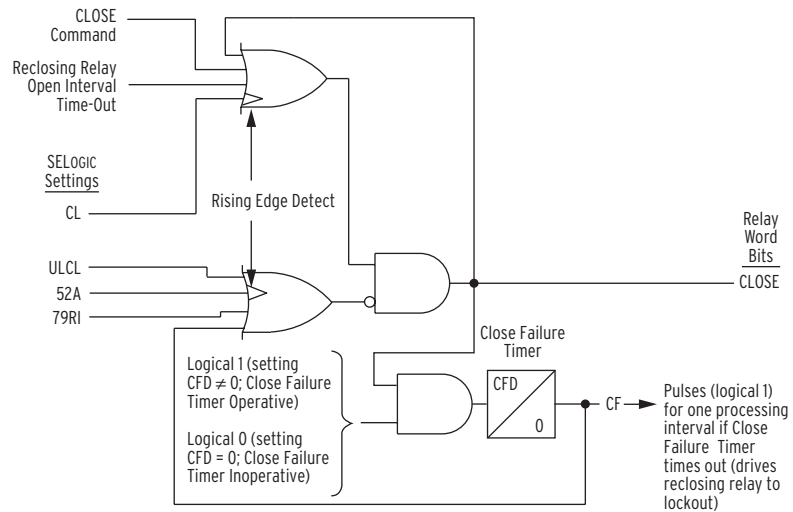 CLOSE
Command
Reclosing Relay
Open Interval
Time-Out
SELOGIC
Settings
CL
Rising Edge Detect
ULCL
52A
79RI
Relay
Word
Bits
CLOSE
Close Failure
Timer
Logical 1 (setting
CFD ≠ 0; Close Failure
Timer Operative)
Logical 0 (setting
CFD = 0; Close Failure
Timer Inoperative)
CFD
0
CF
Pulses (logical 1)
for one processing
interval if Close
Failure Timer
times out (drives
reclosing relay to
lockout)